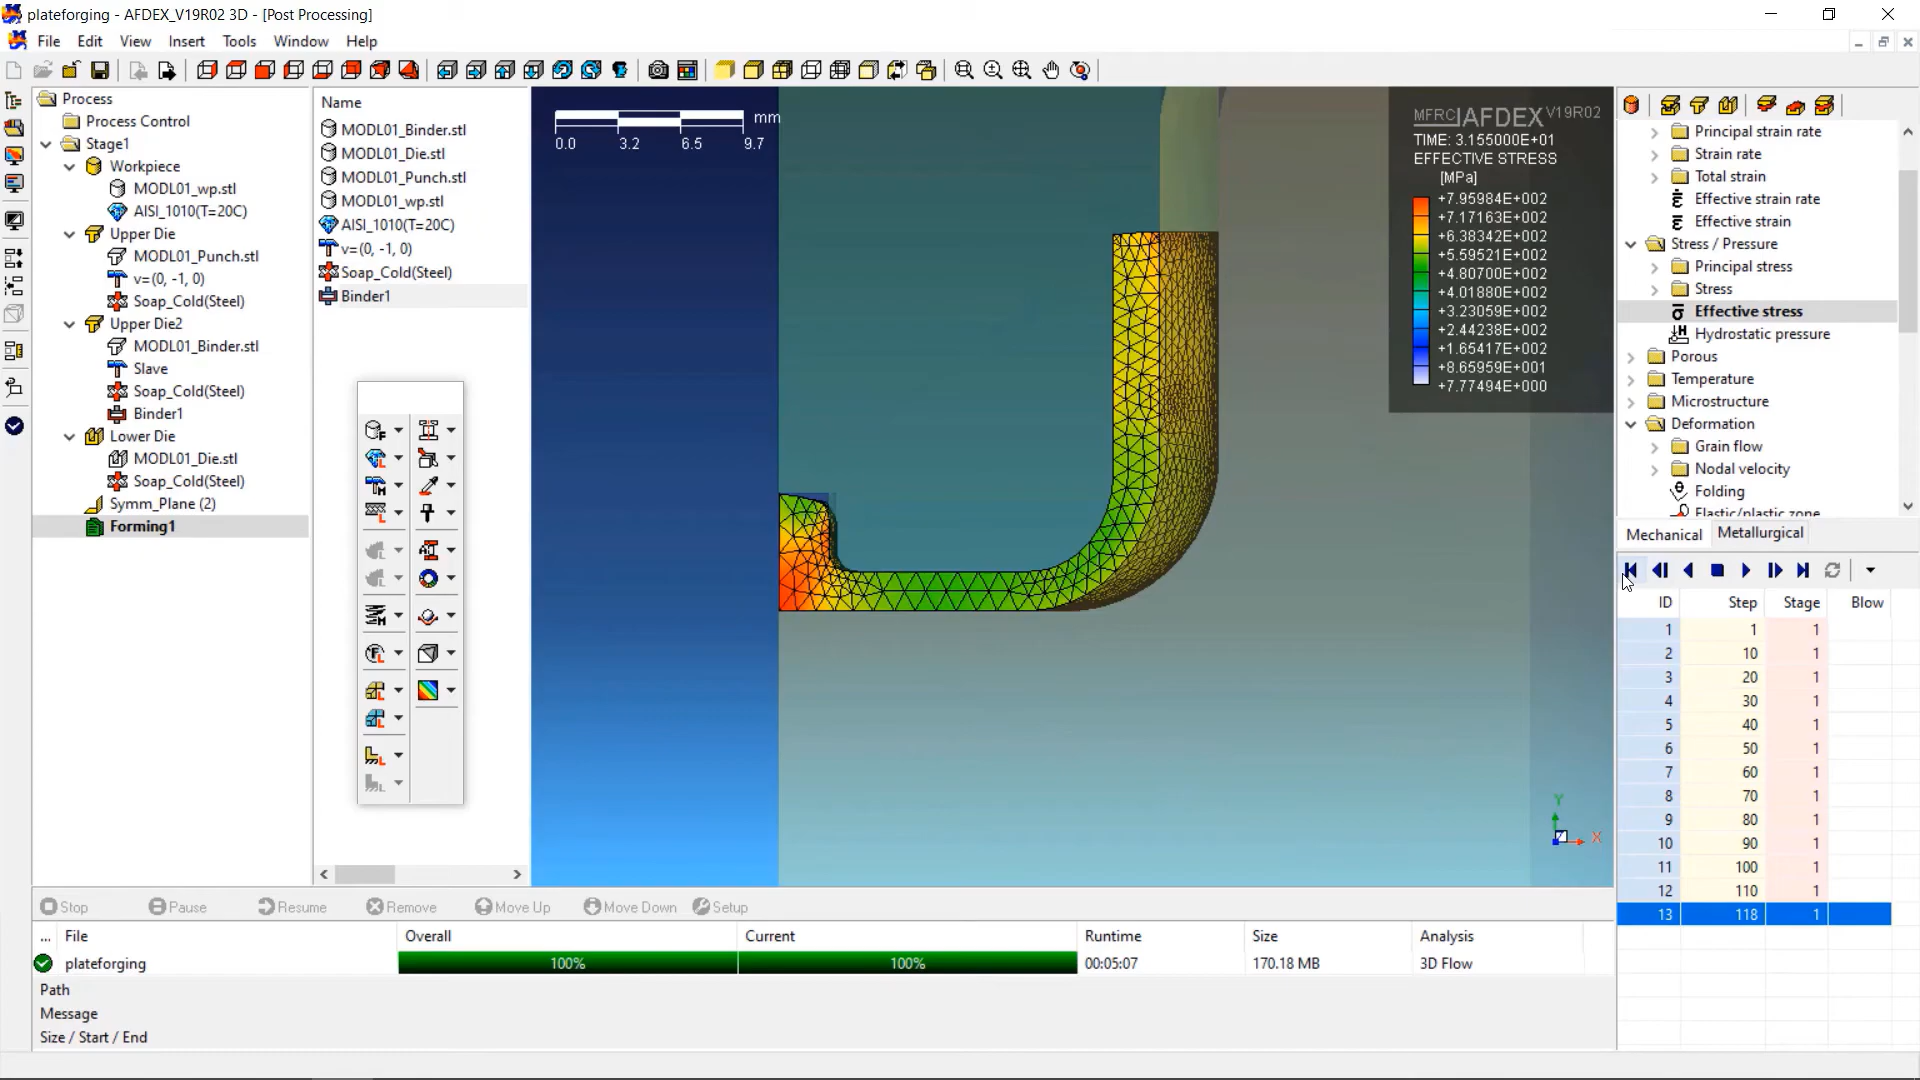 plateforging - AFDEX_V19R02 3D - [Post Processing]
File Edit View Insert Tools Window Help
Process
Process Control
Stage1
Workpiece
MODL01_wp.stl
AISI_1010(T=20C)
Upper Die
MODL01_Punch.stl
v=(0, -1, 0)
Soap_Cold(Steel)
Upper Die2
MODL01_Binder.stl
Slave
Soap_Cold(Steel)
Binder1
Lower Die
MODL01_Die.stl
Soap_Cold(Steel)
Symm_Plane (2)
Forming1
Name
MODL01_Binder.stl
MODL01_Die.stl
MODL01_Punch.stl
MODL01_wp.stl
AISI_1010(T=20C)
v=(0, -1, 0)
Soap_Cold(Steel)
Binder1
mm
0.0 3.2 6.5 9.7
MFRC|AFDEX V19R02
TIME: 3.155000E+01
EFFECTIVE STRESS
[MPa]
+7.95984E+002
+7.17163E+002
+6.38342E+002
+5.59521E+002
+4.80700E+002
+4.01880E+002
+3.23059E+002
+2.44238E+002
+1.65417E+002
+8.65959E+001
+7.77494E+000
Y
X
Principal strain rate
Strain rate
Total strain
Effective strain rate
Effective strain
Stress / Pressure
Principal stress
Stress
Effective stress
Hydrostatic pressure
Porous
Temperature
Microstructure
Deformation
Grain flow
Nodal velocity
Folding
Elastic/plastic zone
Mechanical Metallurgical
ID Step Stage Blow
1 1 1
2 10 1
3 20 1
4 30 1
5 40 1
6 50 1
7 60 1
8 70 1
9 80 1
10 90 1
11 100 1
12 110 1
13 118 1
Stop Pause Resume Remove Move Up Move Down Setup
... File Overall Current Runtime Size Analysis
plateforging 100% 100% 00:05:07 170.18 MB 3D Flow
Path
Message
Size / Start / End